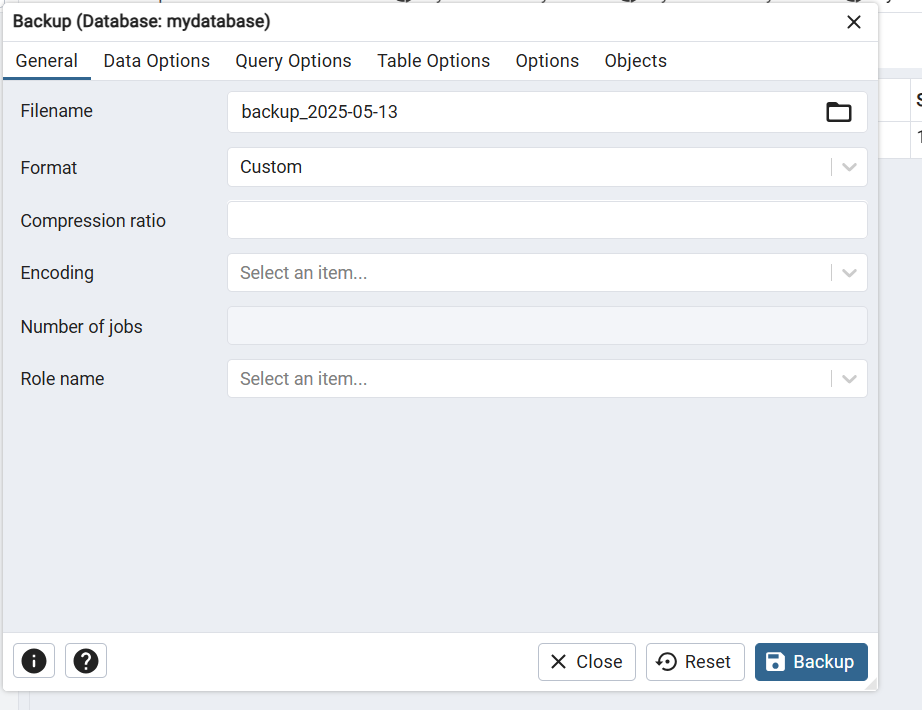 Backup (Database: mydatabase)
General Data Options Query Options Table Options Options Objects
Filename backup_2025-05-13
Format Custom
Compression ratio
Encoding Select an item...
Number of jobs
Role name Select an item...
Close Reset Backup